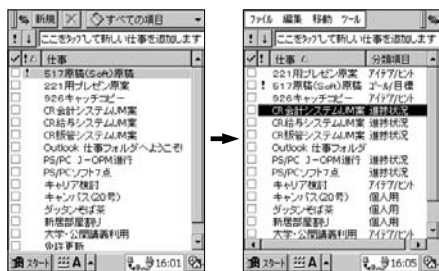 新規 すべての項目
! ここをタップして新しい仕事を追加します
! 仕事
! 517原稿(Soft)原稿
221用プレゼン原案
926キャッチコピー
CR会計システムUM案
CR給与システムUM案
CR販管システムUM案
Outlook 仕事フォルダへようこそ!
PS/PC J-OPM進行
PS/PCソフト7点
キャリア検討
キャンパス(20号)
ダッタンそば茶
新居部屋割り
大学・公開講義利用
免許更新
スタート A 16:01
ファイル 編集 移動 ツール
! ここをタップして新しい仕事を追加します
! 仕事 分類項目
221用プレゼン原案 アイデア/ヒント
! 517原稿(Soft)原稿 ゴール/目標
926キャッチコピー アイデア/ヒント
CR会計システムUM案 進捗状況
CR給与システムUM案 進捗状況
CR販管システムUM案 進捗状況
Outlook 仕事フォルダ
PS/PC J-OPM進行 進捗状況
PS/PCソフト7点 進捗状況
キャリア検討 アイデア/ヒント
キャンパス(20号) 個人用
ダッタンそば茶 個人用
新居部屋割り 個人用
大学・公開講義利用 アイデア/ヒント
スタート A 16:05